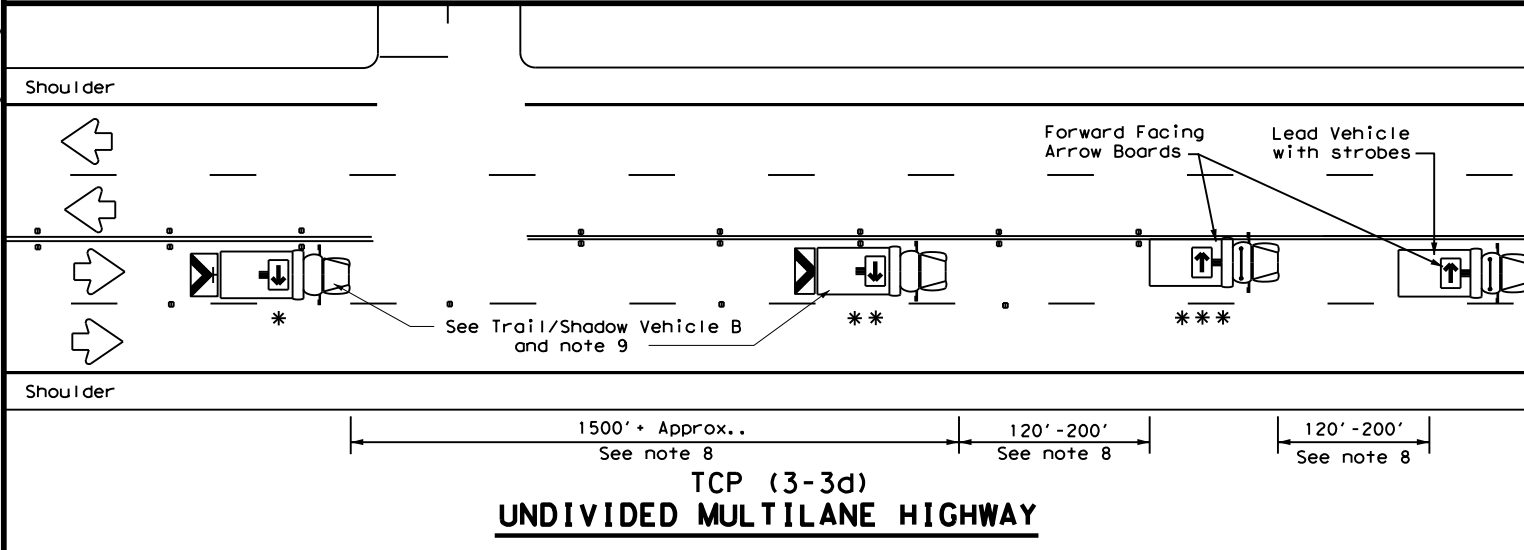 Shoulder
Forward Facing
Arrow Boards
Lead Vehicle
with strobes
*
**
***
See Trail/Shadow Vehicle B
and note 9
Shoulder
1500'+ Approx..
See note 8
120'-200'
See note 8
120'-200'
See note 8
TCP (3-3d)
UNDIVIDED MULTILANE HIGHWAY